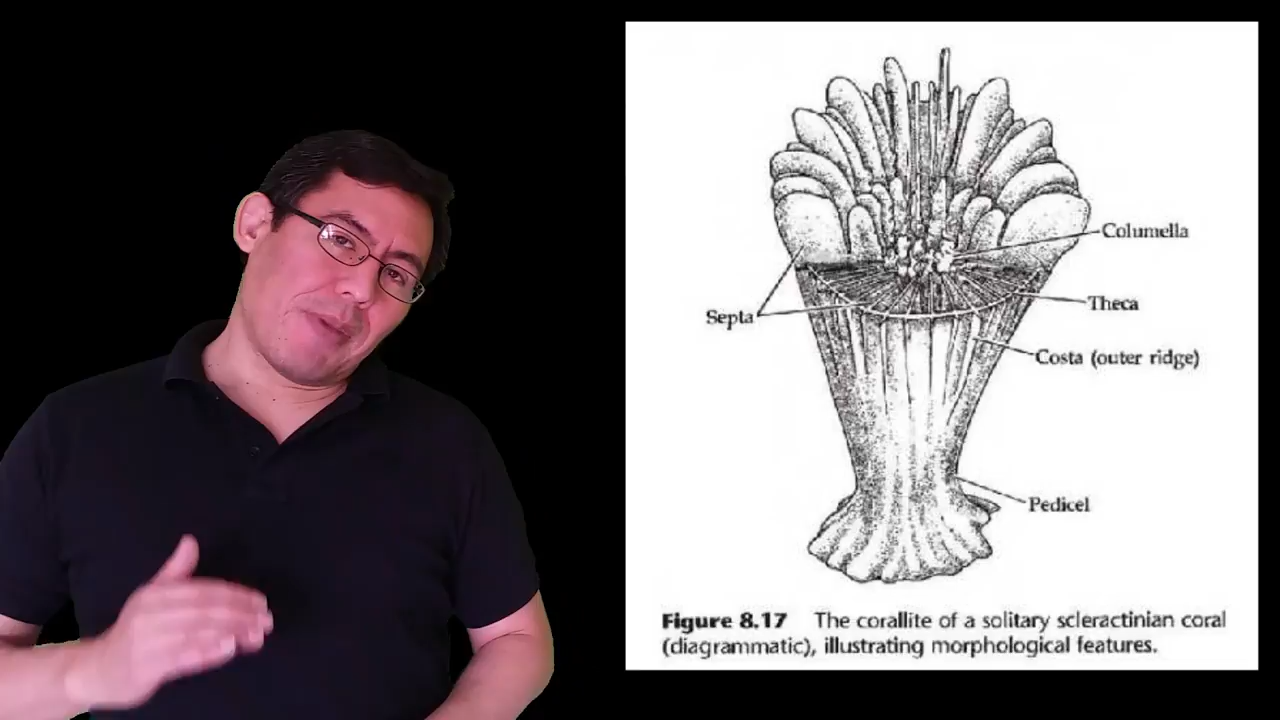 Columella
Septa
Theca
Costa (outer ridge)
Pedicel
Figure 8.17 The corallite of a solitary scleractinian coral
(diagrammatic), illustrating morphological features.